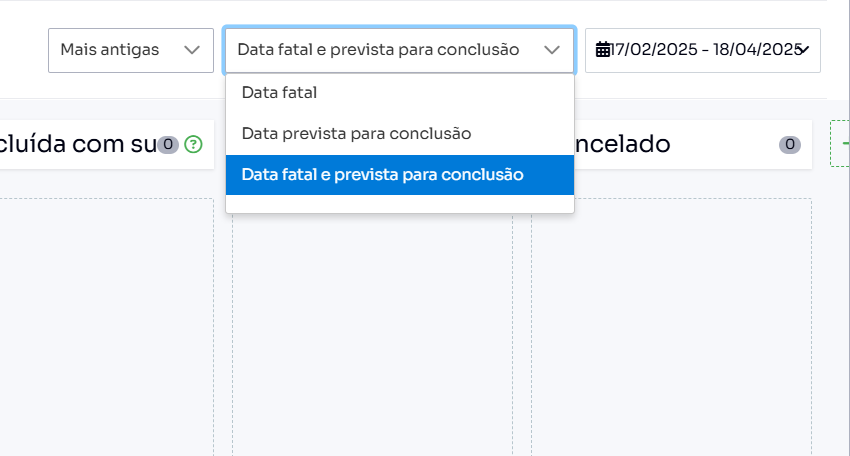 Mais antigas
Data fatal e prevista para conclusão
17/02/2025 - 18/04/2025
Data fatal
Data prevista para conclusão
Data fatal e prevista para conclusão
cluída com su 0 ?
ncelado 0